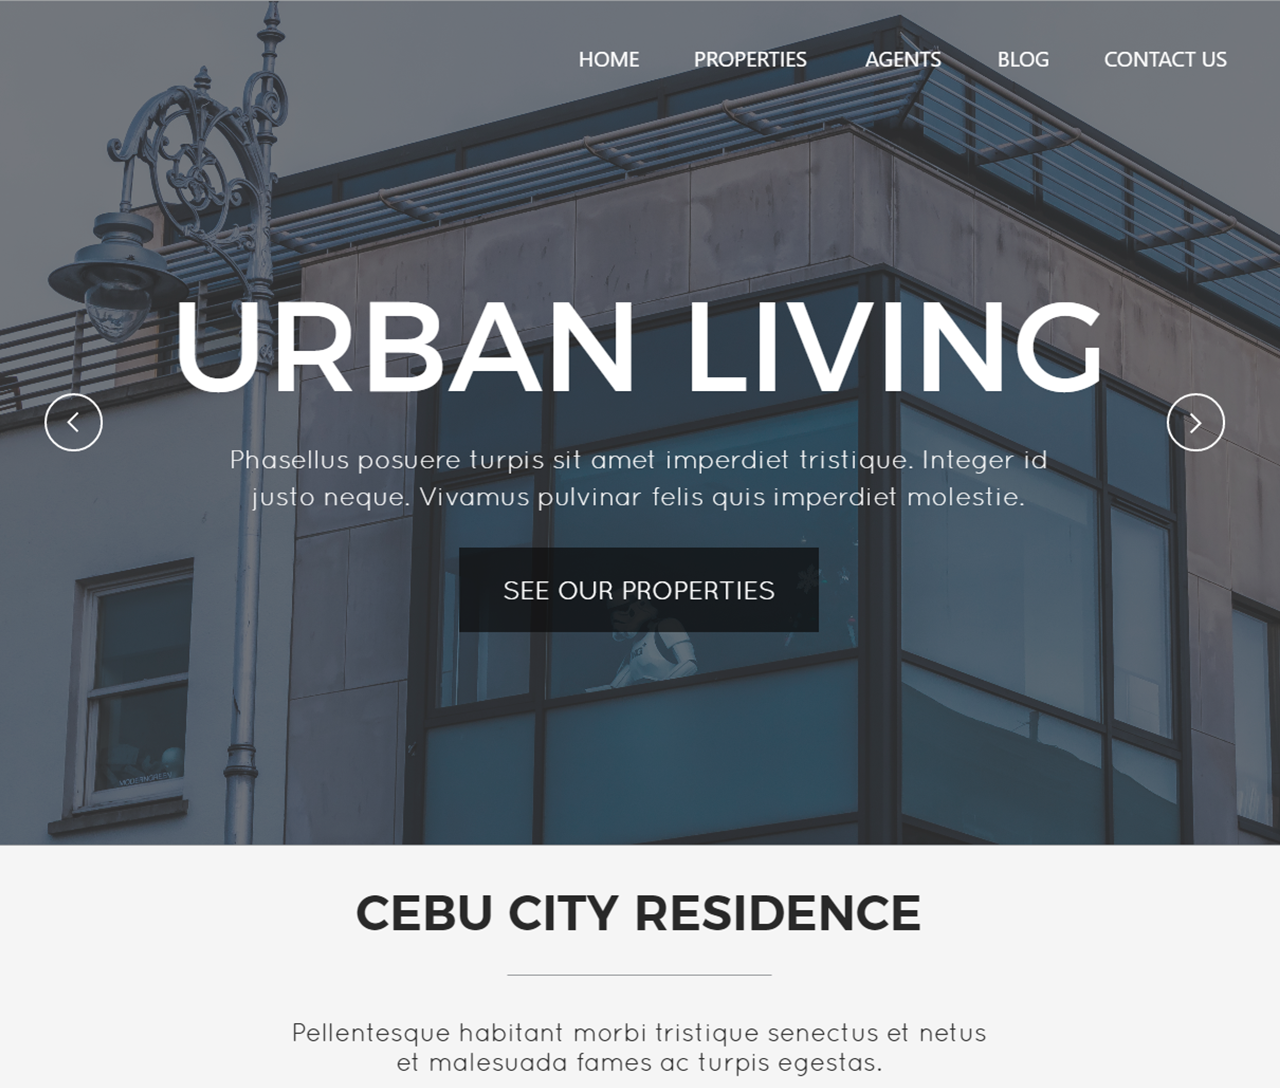 HOME PROPERTIES AGENTS BLOG CONTACT US
URBAN LIVING
Phasellus posuere turpis sit amet imperdiet tristique. Integer id
justo neque. Vivamus pulvinar felis quis imperdiet molestie.
SEE OUR PROPERTIES
CEBU CITY RESIDENCE
Pellentesque habitant morbi tristique senectus et netus
et malesuada fames ac turpis egestas.